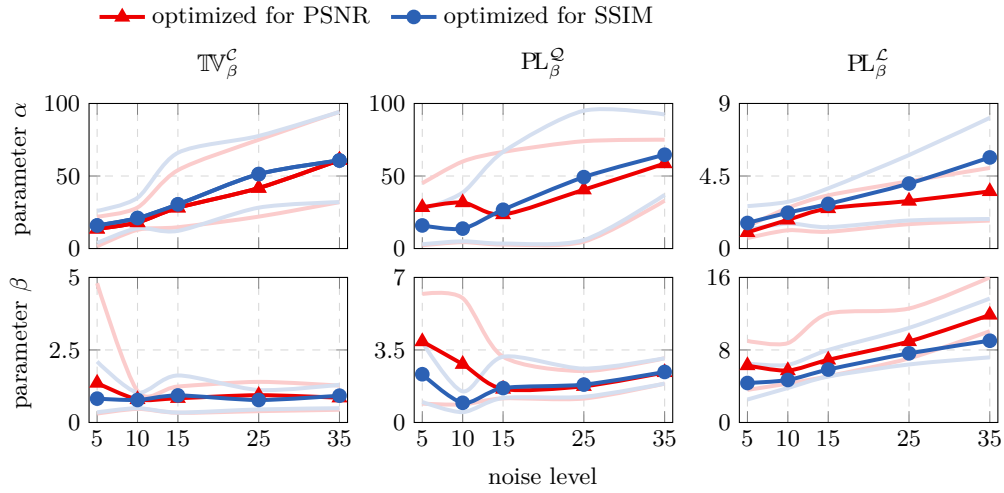 optimized for PSNR optimized for SSIM
𝕋𝕍^𝒞_β PL^𝒬_β PL^ℒ_β
parameter α
100 50 0
100 50 0
9 4.5 0
parameter β
5 2.5 0
7 3.5 0
16 8 0
5 10 15 25 35 5 10 15 25 35 5 10 15 25 35
noise level